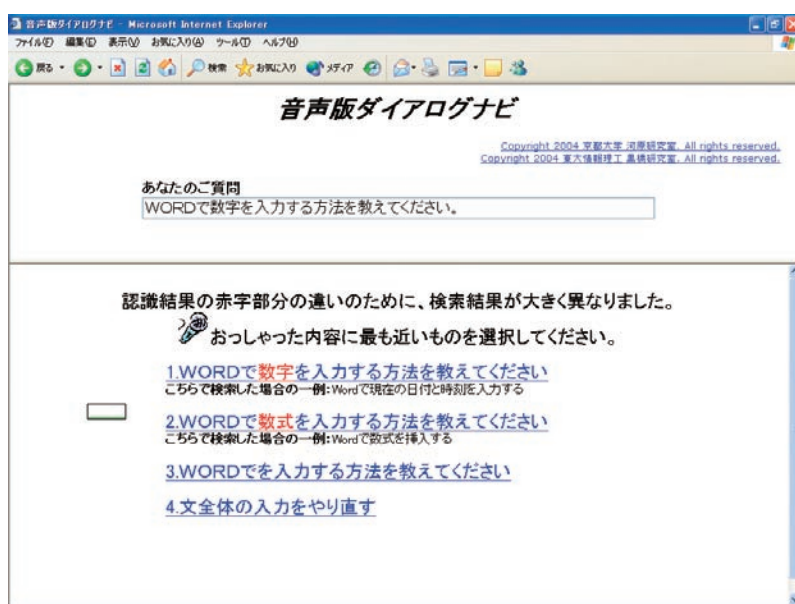 音声版ダイアログナビ - Microsoft Internet Explorer
ファイル(F) 編集(E) 表示(V) お気に入り(A) ツール(T) ヘルプ(H)
戻る 検索 お気に入り メディア
音声版ダイアログナビ
Copyright 2004 京都大学 河原研究室. All rights reserved.
Copyright 2004 東大情報理工 黒橋研究室. All rights reserved.
あなたのご質問
WORDで数字を入力する方法を教えてください。
認識結果の赤字部分の違いのために、検索結果が大きく異なりました。
おっしゃった内容に最も近いものを選択してください。
1.WORDで数字を入力する方法を教えてください
こちらで検索した場合の一例:Wordで現在の日付と時刻を入力する
2.WORDで数式を入力する方法を教えてください
こちらで検索した場合の一例:Wordで数式を挿入する
3.WORDでを入力する方法を教えてください
4.文全体の入力をやり直す